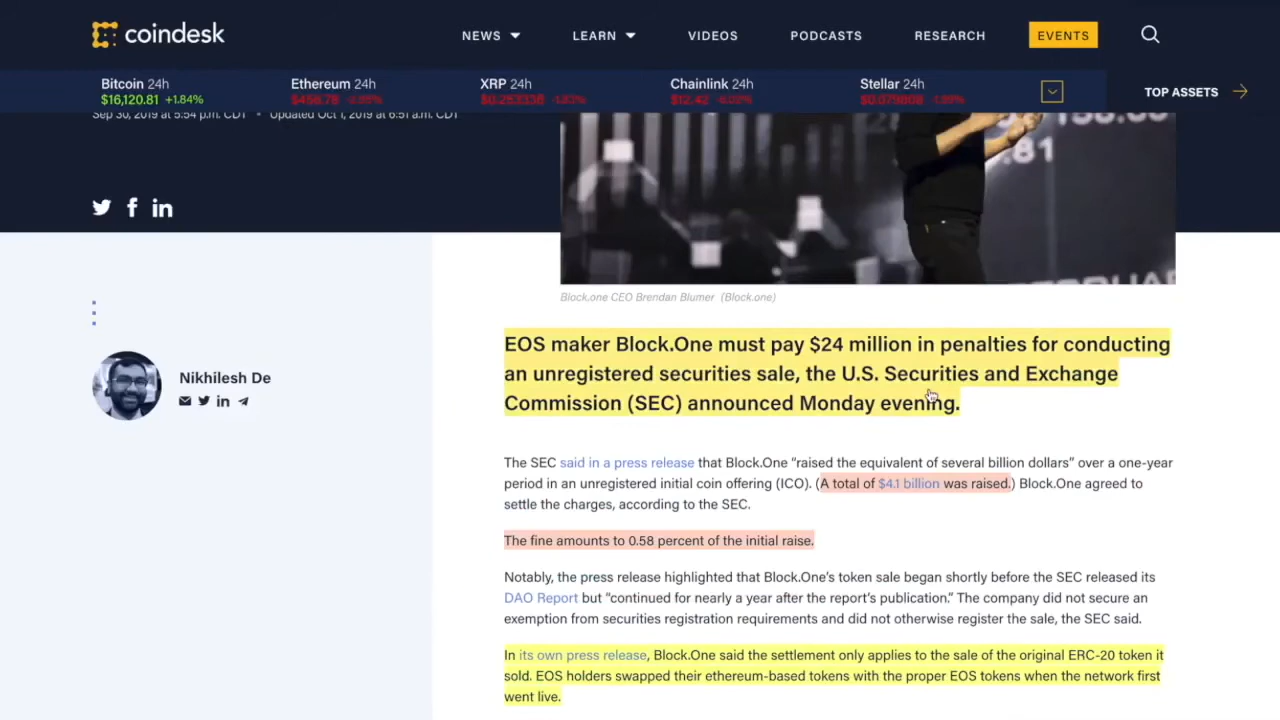 coindesk
NEWS
LEARN
VIDEOS
PODCASTS
RESEARCH
EVENTS
Bitcoin 24h
$16,120.81 +1.84%
Ethereum 24h
XRP 24h
Chainlink 24h
Stellar 24h
TOP ASSETS
Sep 30, 2019 at 5:54 p.m. CDT • Updated Oct 1, 2019 at 6:51 a.m. CDT
Block.one CEO Brendan Blumer (Block.one)
Nikhilesh De
EOS maker Block.One must pay $24 million in penalties for conducting
an unregistered securities sale, the U.S. Securities and Exchange
Commission (SEC) announced Monday evening.
The SEC said in a press release that Block.One “raised the equivalent of several billion dollars” over a one-year
period in an unregistered initial coin offering (ICO). (A total of $4.1 billion was raised.) Block.One agreed to
settle the charges, according to the SEC.
The fine amounts to 0.58 percent of the initial raise.
Notably, the press release highlighted that Block.One’s token sale began shortly before the SEC released its
DAO Report but “continued for nearly a year after the report’s publication.” The company did not secure an
exemption from securities registration requirements and did not otherwise register the sale, the SEC said.
In its own press release, Block.One said the settlement only applies to the sale of the original ERC-20 token it
sold. EOS holders swapped their ethereum-based tokens with the proper EOS tokens when the network first
went live.